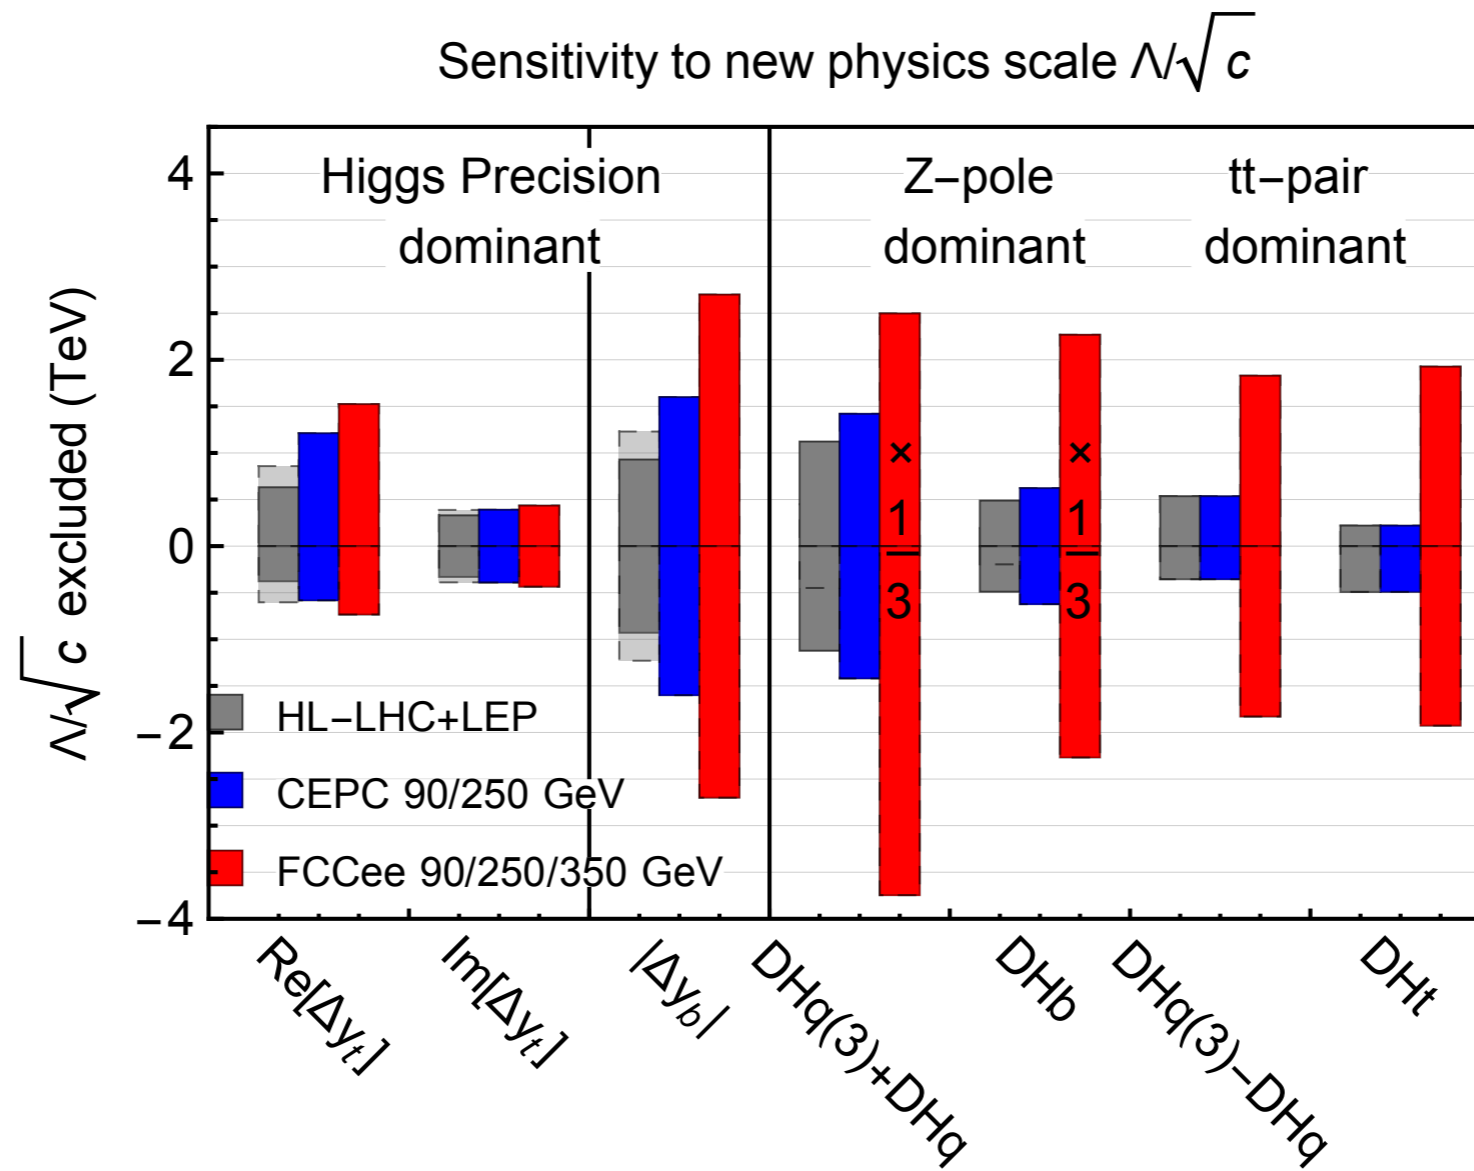 Sensitivity to new physics scale Λ/√c
Higgs Precision
dominant
Z−pole
dominant
tt−pair
dominant
Λ/√c excluded (TeV)
4
2
0
−2
−4
×
1
3
×
1
3
HL−LHC+LEP
CEPC 90/250 GeV
FCCee 90/250/350 GeV
Re[Δyt]
Im[Δyt]
|Δyb|
DHq(3)+DHq
DHb
DHq(3)−DHq
DHt